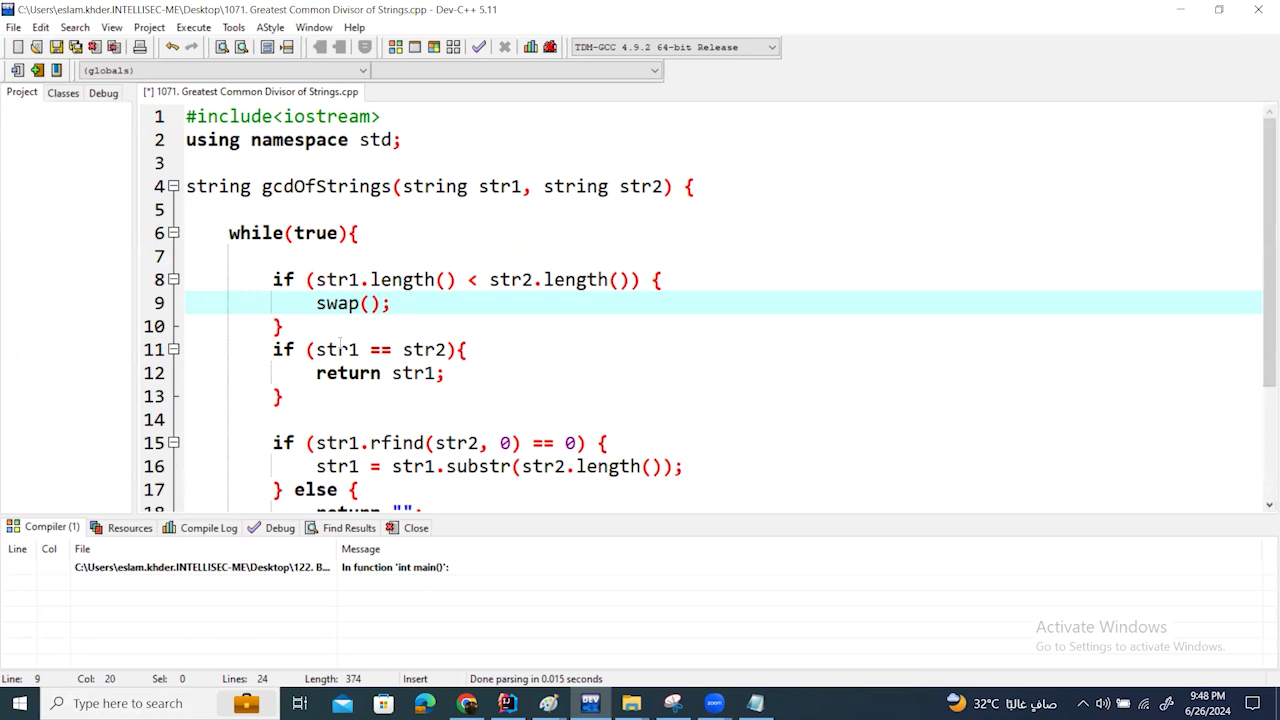 C:\Users\eslam.khder.INTELLISEC-ME\Desktop\1071. Greatest Common Divisor of Strings.cpp - Dev-C++ 5.11
File Edit Search View Project Execute Tools AStyle Window Help
TDM-GCC 4.9.2 64-bit Release
(globals)
Project Classes Debug [*] 1071. Greatest Common Divisor of Strings.cpp
1 #include<iostream>
2 using namespace std;
3
4 string gcdOfStrings(string str1, string str2) {
5
6 while(true){
7
8 if (str1.length() < str2.length()) {
9 swap();
10 }
11 if (str1 == str2){
12 return str1;
13 }
14
15 if (str1.rfind(str2, 0) == 0) {
16 str1 = str1.substr(str2.length());
17 } else {
18 return "";
Compiler (1) Resources Compile Log Debug Find Results Close
Line Col File Message
C:\Users\eslam.khder.INTELLISEC-ME\Desktop\122. B... In function 'int main()':
Activate Windows
Go to Settings to activate Windows.
Line: 9 Col: 20 Sel: 0 Lines: 24 Length: 374 Insert Done parsing in 0.015 seconds
Type here to search DEV zoom 32°C صافٍ غالبًا 9:48 PM
6/26/2024